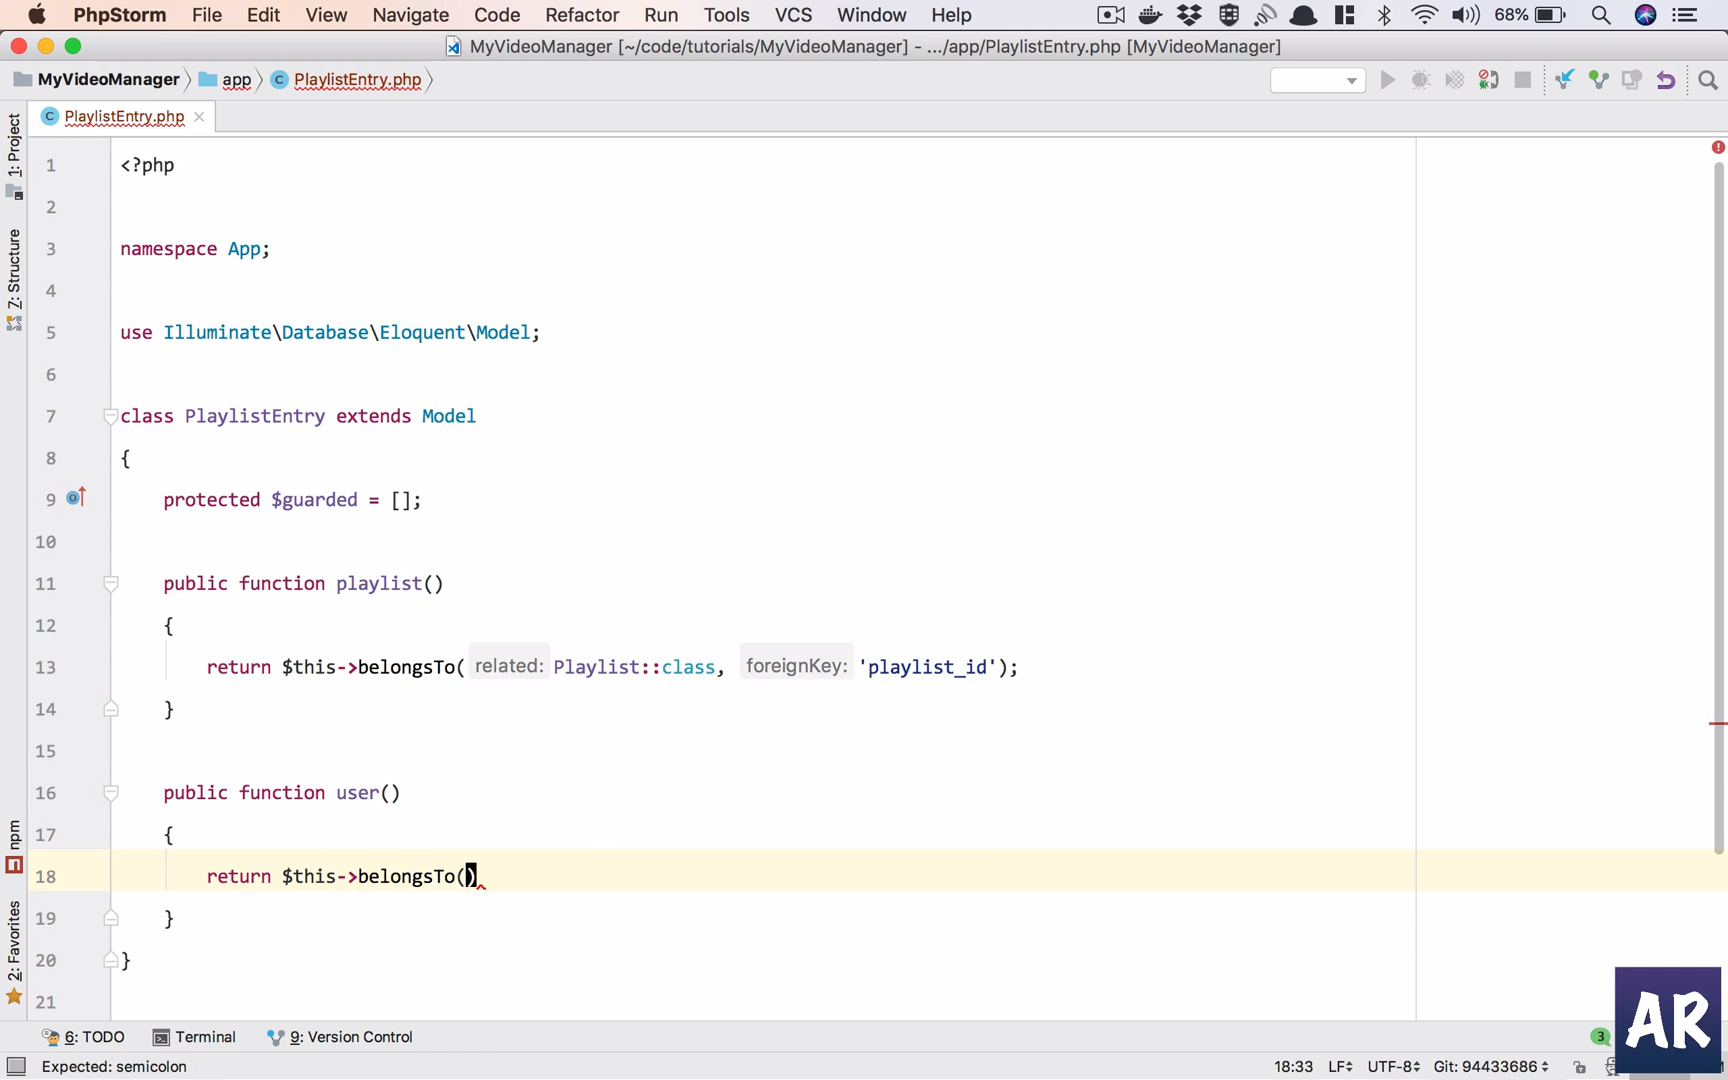 PhpStorm File Edit View Navigate Code Refactor Run Tools VCS Window Help 68%
MyVideoManager [~/code/tutorials/MyVideoManager] - .../app/PlaylistEntry.php [MyVideoManager]
MyVideoManager app PlaylistEntry.php
PlaylistEntry.php
1: Project
7: Structure
npm
2: Favorites
1 <?php
2
3 namespace App;
4
5 use Illuminate\Database\Eloquent\Model;
6
7 class PlaylistEntry extends Model
8 {
9 protected $guarded = [];
10
11 public function playlist()
12 {
13 return $this->belongsTo( related: Playlist::class, foreignKey: 'playlist_id');
14 }
15
16 public function user()
17 {
18 return $this->belongsTo()
19 }
20 }
21
6: TODO Terminal 9: Version Control 3
AR
Expected: semicolon 18:33 LF UTF-8 Git: 94433686